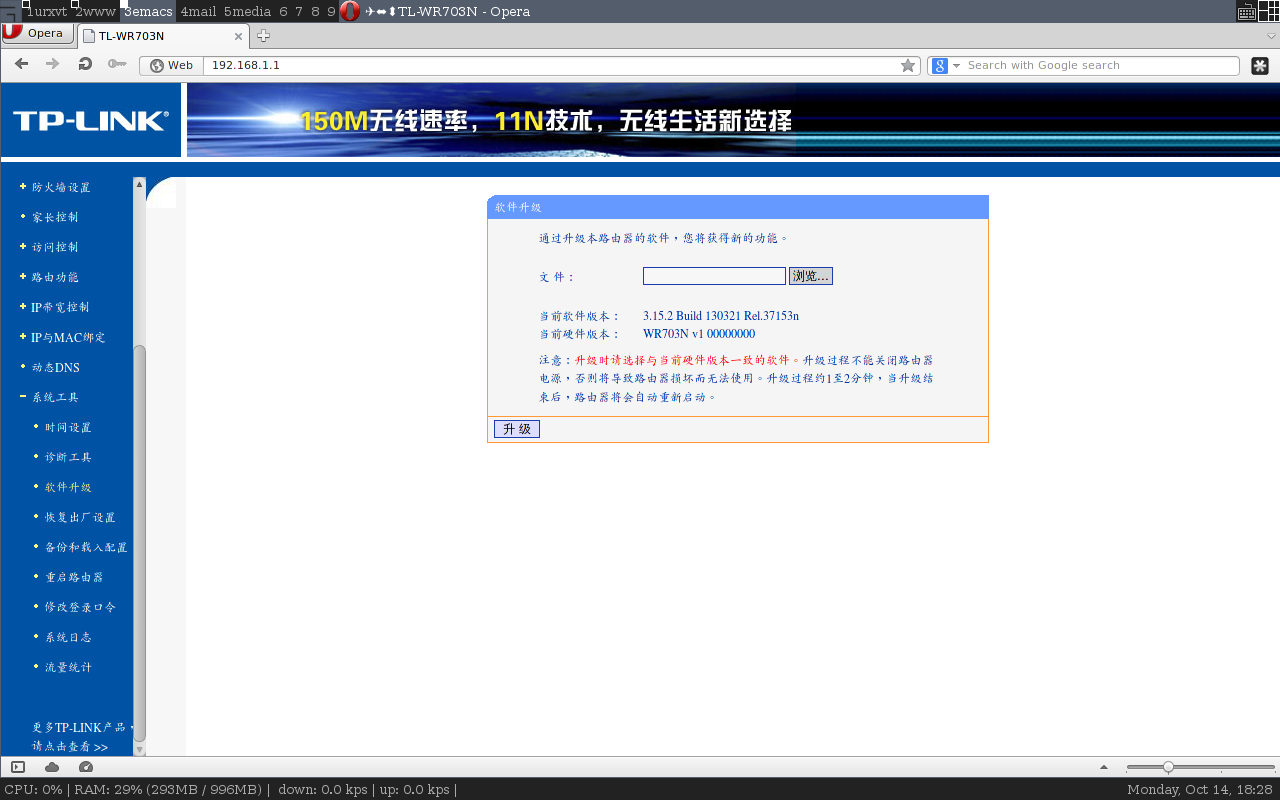 1urxvt 2www 3emacs 4mail 5media 6 7 8 9 TL-WR703N - Opera
Opera TL-WR703N
Web 192.168.1.1 Search with Google search
TP-LINK® 150M无线速率，11N技术，无线生活新选择
防火墙设置
家长控制
访问控制
路由功能
IP带宽控制
IP与MAC绑定
动态DNS
系统工具
时间设置
诊断工具
软件升级
恢复出厂设置
备份和载入配置
重启路由器
修改登录口令
系统日志
流量统计
更多TP-LINK产品，
请点击查看 >>
软件升级
通过升级本路由器的软件，您将获得新的功能。
文 件： 浏览...
当前软件版本： 3.15.2 Build 130321 Rel.37153n
当前硬件版本： WR703N v1 00000000
注意：升级时请选择与当前硬件版本一致的软件。升级过程不能关闭路由器
电源，否则将导致路由器损坏而无法使用。升级过程约1至2分钟，当升级结
束后，路由器将会自动重新启动。
升 级
CPU: 0% | RAM: 29% (293MB / 996MB) | down: 0.0 kps | up: 0.0 kps | Monday, Oct 14, 18:28